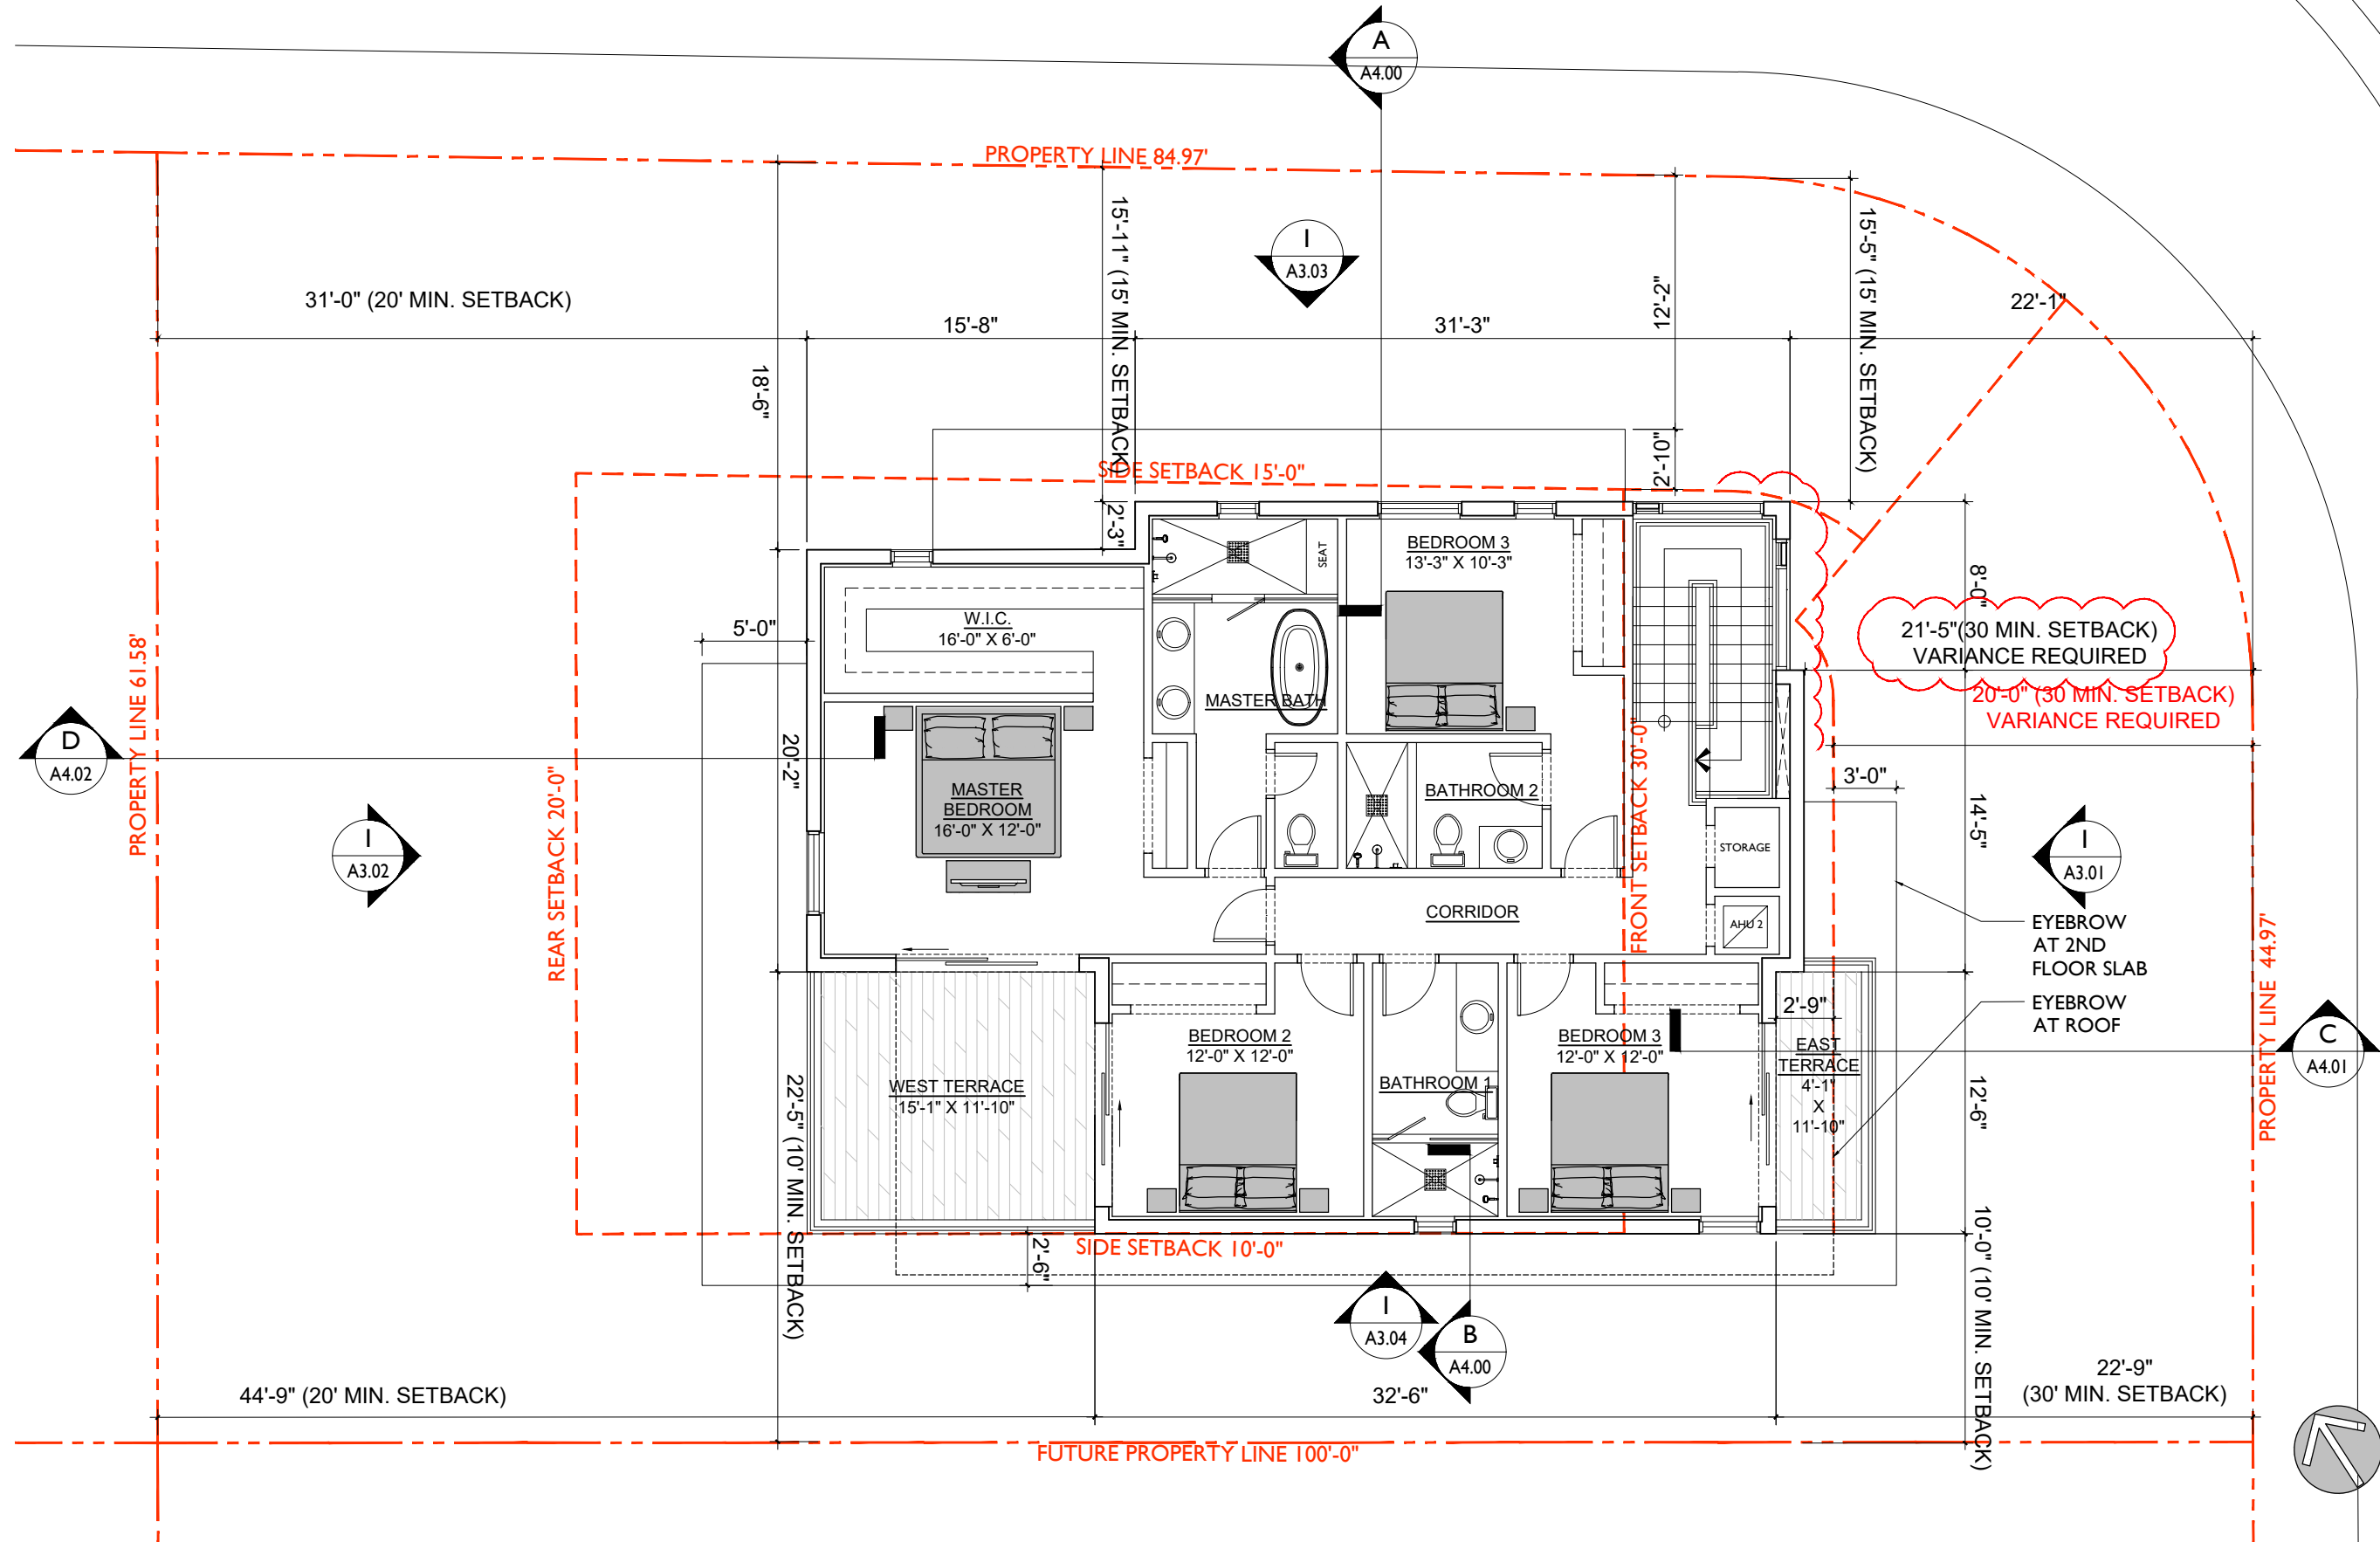 A
A4.00
PROPERTY LINE 84.97'
I
A3.03
31'-0" (20' MIN. SETBACK)
15'-8"
15'-11" (15' MIN. SETBACK)
31'-3"
12'-2"
15'-5" (15' MIN. SETBACK)
22'-1"
18'-6"
2'-10"
SIDE SETBACK 15'-0"
2'-3"
SEAT
BEDROOM 3
13'-3" X 10'-3"
8'-0"
5'-0"
W.I.C.
16'-0" X 6'-0"
21'-5"(30 MIN. SETBACK)
VARIANCE REQUIRED
20'-0" (30 MIN. SETBACK)
VARIANCE REQUIRED
MASTER BATH
PROPERTY LINE 61.58'
D
A4.02
20'-2"
MASTER
BEDROOM
16'-0" X 12'-0"
BATHROOM 2
FRONT SETBACK 30'-0"
3'-0"
14'-5"
REAR SETBACK 20'-0"
I
A3.02
STORAGE
I
A3.01
CORRIDOR
AHU 2
EYEBROW
AT 2ND
FLOOR SLAB
EYEBROW
AT ROOF
PROPERTY LINE 44.97'
2'-9"
BEDROOM 2
12'-0" X 12'-0"
BEDROOM 3
12'-0" X 12'-0"
EAST
TERRACE
4'-1"
X
11'-10"
C
A4.01
WEST TERRACE
15'-1" X 11'-10"
BATHROOM 1
12'-6"
22'-5" (10' MIN. SETBACK)
2'-6"
SIDE SETBACK 10'-0"
10'-0" (10' MIN. SETBACK)
I
A3.04
B
A4.00
44'-9" (20' MIN. SETBACK)
32'-6"
22'-9"
(30' MIN. SETBACK)
FUTURE PROPERTY LINE 100'-0"